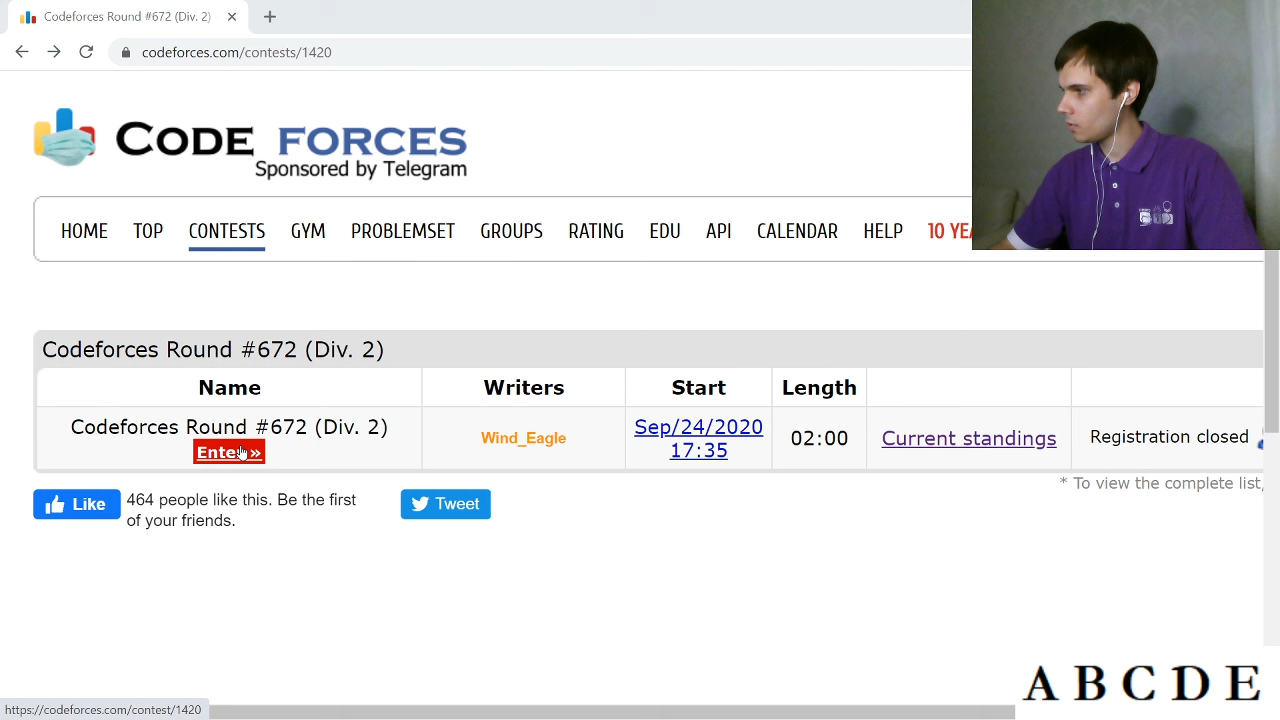 Codeforces Round #672 (Div. 2)
codeforces.com/contests/1420
CODE FORCES
Sponsored by Telegram
HOME TOP CONTESTS GYM PROBLEMSET GROUPS RATING EDU API CALENDAR HELP 10 YEA
Codeforces Round #672 (Div. 2)
Name Writers Start Length
Codeforces Round #672 (Div. 2) Wind_Eagle Sep/24/2020 02:00 Current standings Registration closed
Enter » 17:35
* To view the complete list,
Like 464 people like this. Be the first Tweet
of your friends.
A B C D E
https://codeforces.com/contest/1420